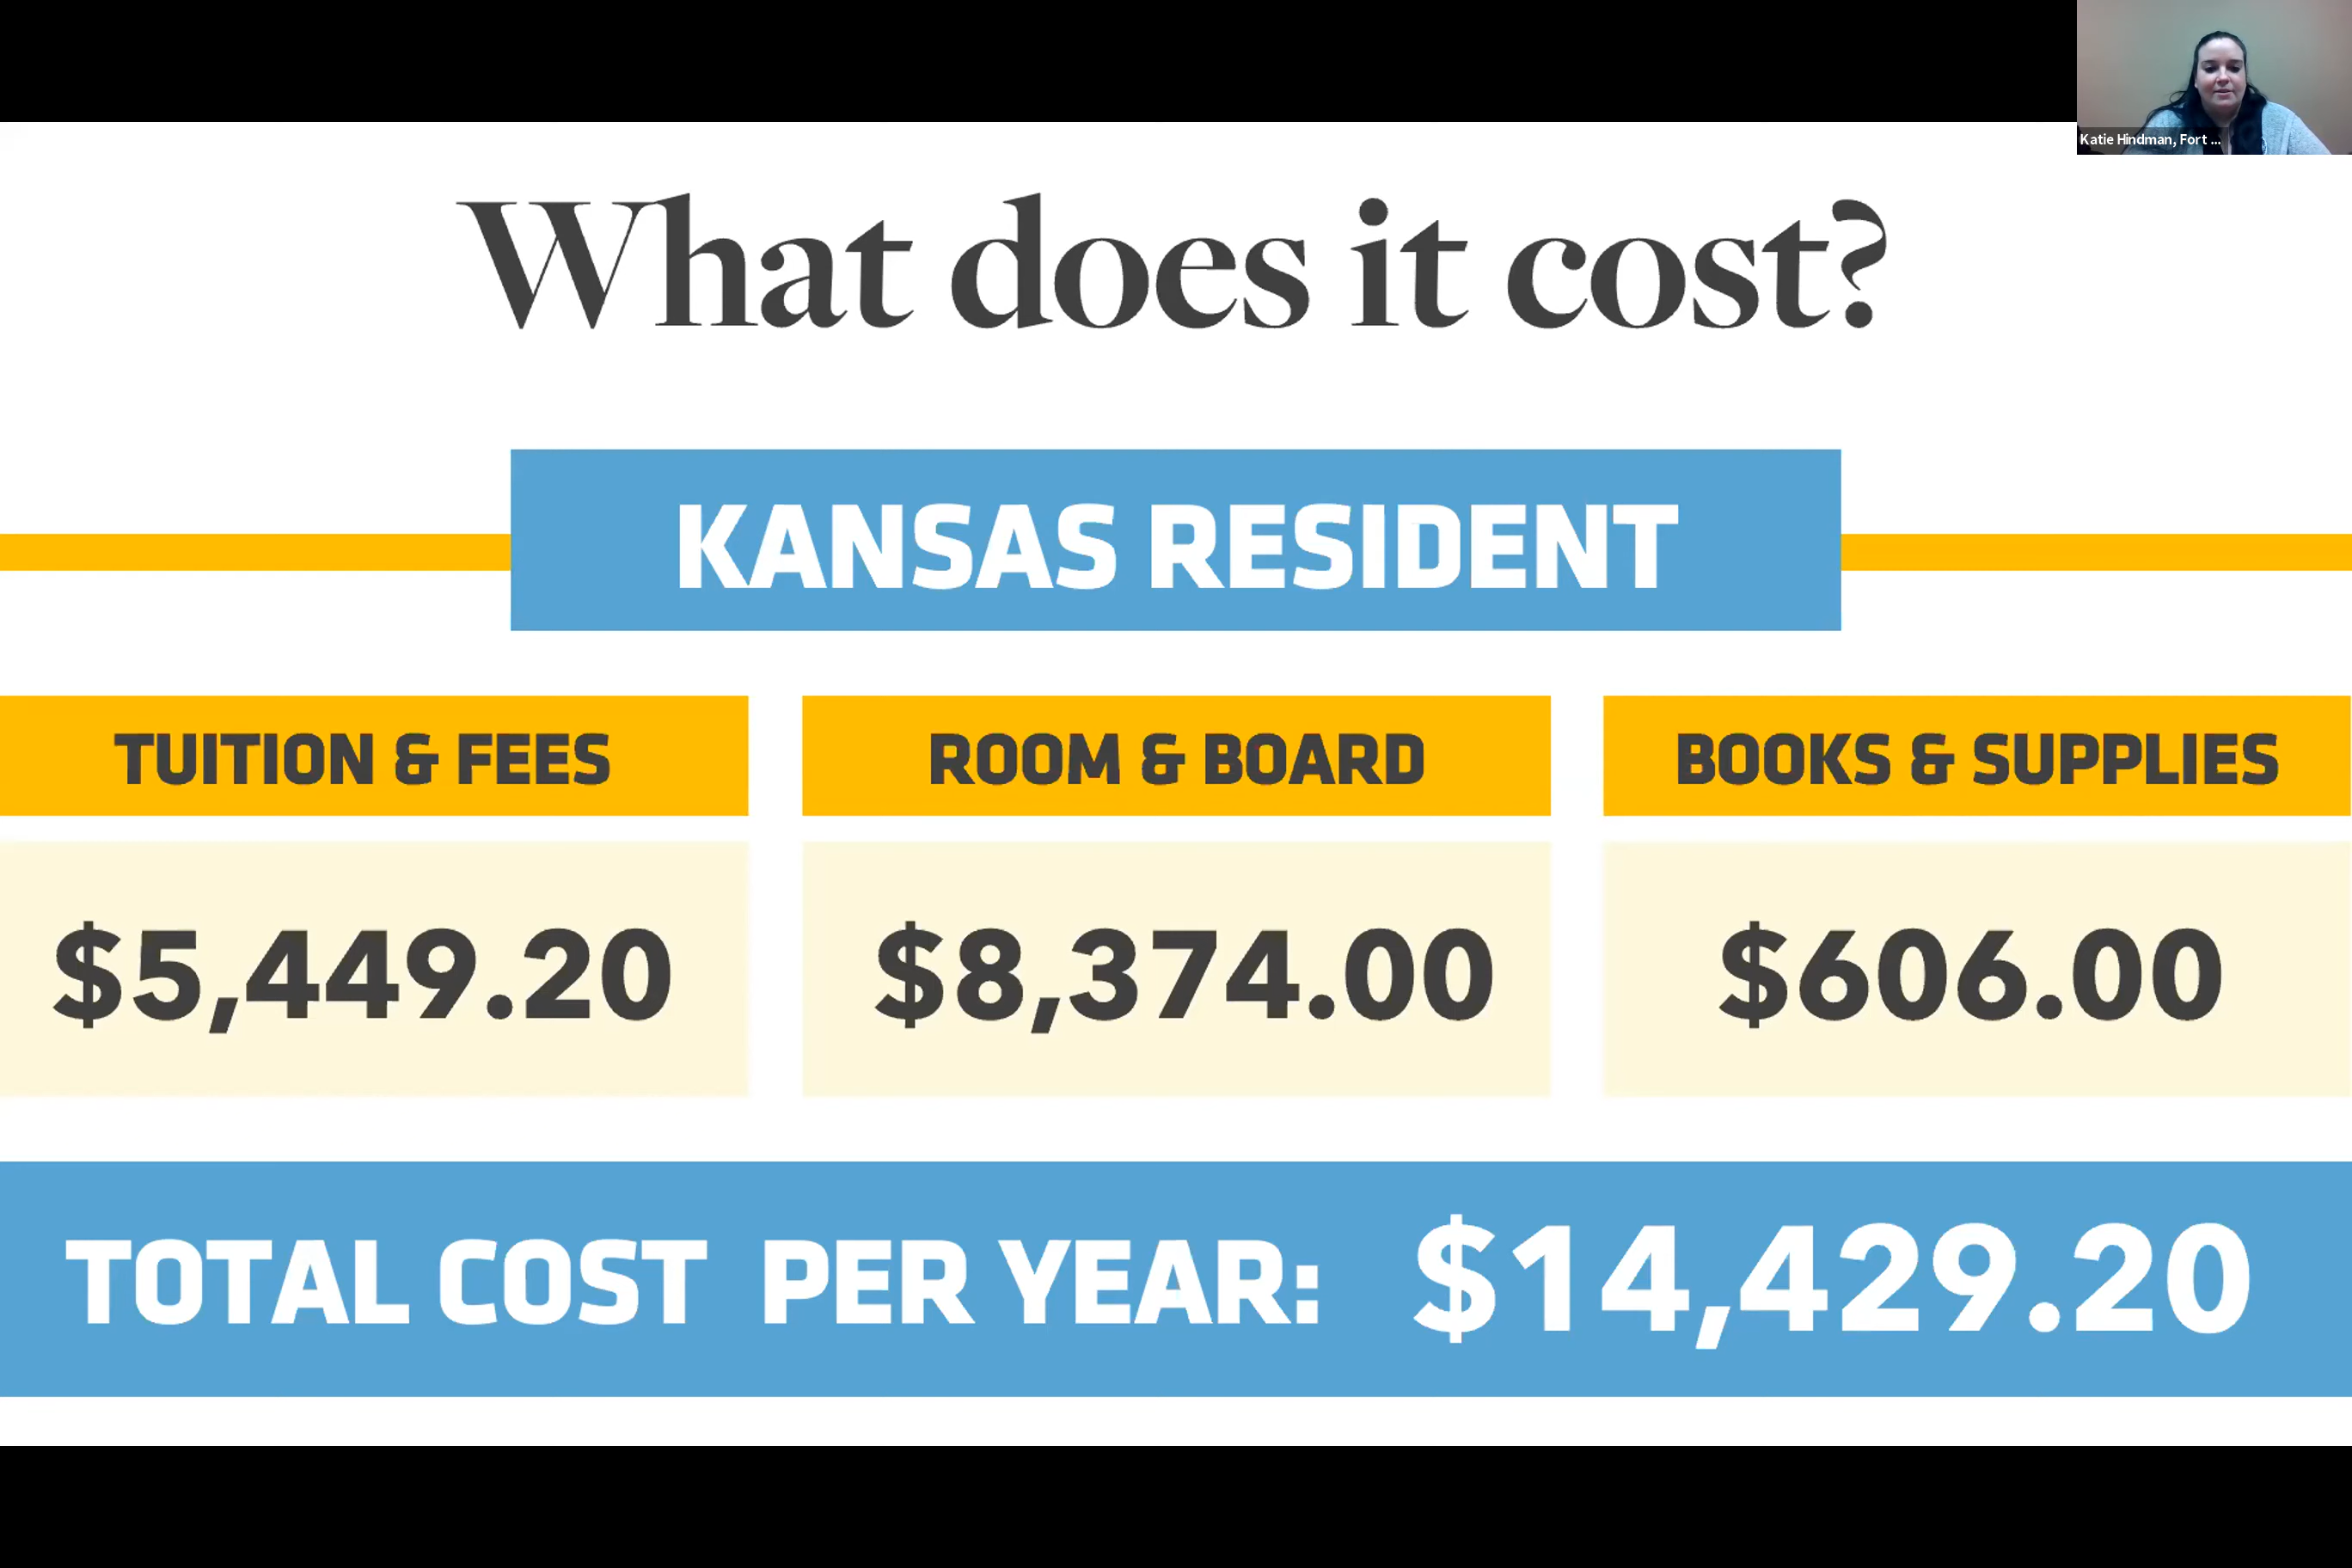 Katie Hindman, Fort ...
What does it cost?
KANSAS RESIDENT
TUITION & FEES
ROOM & BOARD
BOOKS & SUPPLIES
$5,449.20
$8,374.00
$606.00
TOTAL COST PER YEAR: $14,429.20